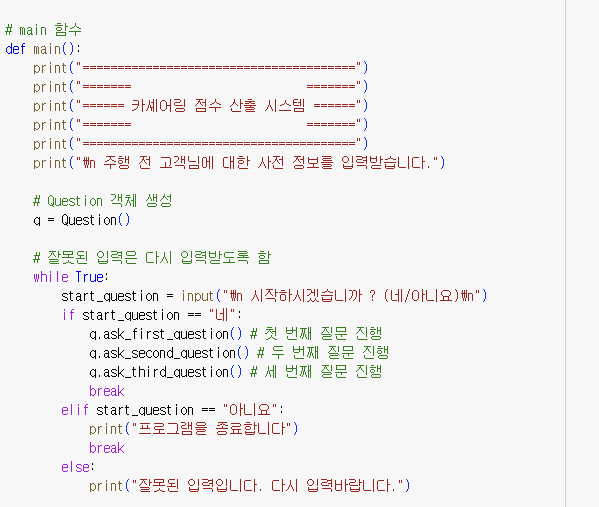 # main 함수
def main():
    print("=======================================")
    print("=======                         =======")
    print("====== 카셰어링 점수 산출 시스템 ======")
    print("=======                         =======")
    print("=======================================")
    print("₩n 주행 전 고객님에 대한 사전 정보를 입력받습니다.")
    # Question 객체 생성
    q = Question()
    # 잘못된 입력은 다시 입력받도록 함
    while True:
        start_question = input("₩n 시작하시겠습니까 ? (네/아니요)₩n")
        if start_question == "네":
            q.ask_first_question() # 첫 번째 질문 진행
            q.ask_second_question() # 두 번째 질문 진행
            q.ask_third_question() # 세 번째 질문 진행
            break
        elif start_question == "아니요":
            print("프로그램을 종료합니다")
            break
        else:
            print("잘못된 입력입니다. 다시 입력바랍니다.")